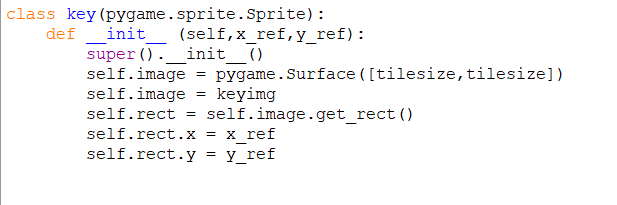 class key(pygame.sprite.Sprite):
    def __init__ (self,x_ref,y_ref):
        super().__init__()
        self.image = pygame.Surface([tilesize,tilesize])
        self.image = keyimg
        self.rect = self.image.get_rect()
        self.rect.x = x_ref
        self.rect.y = y_ref